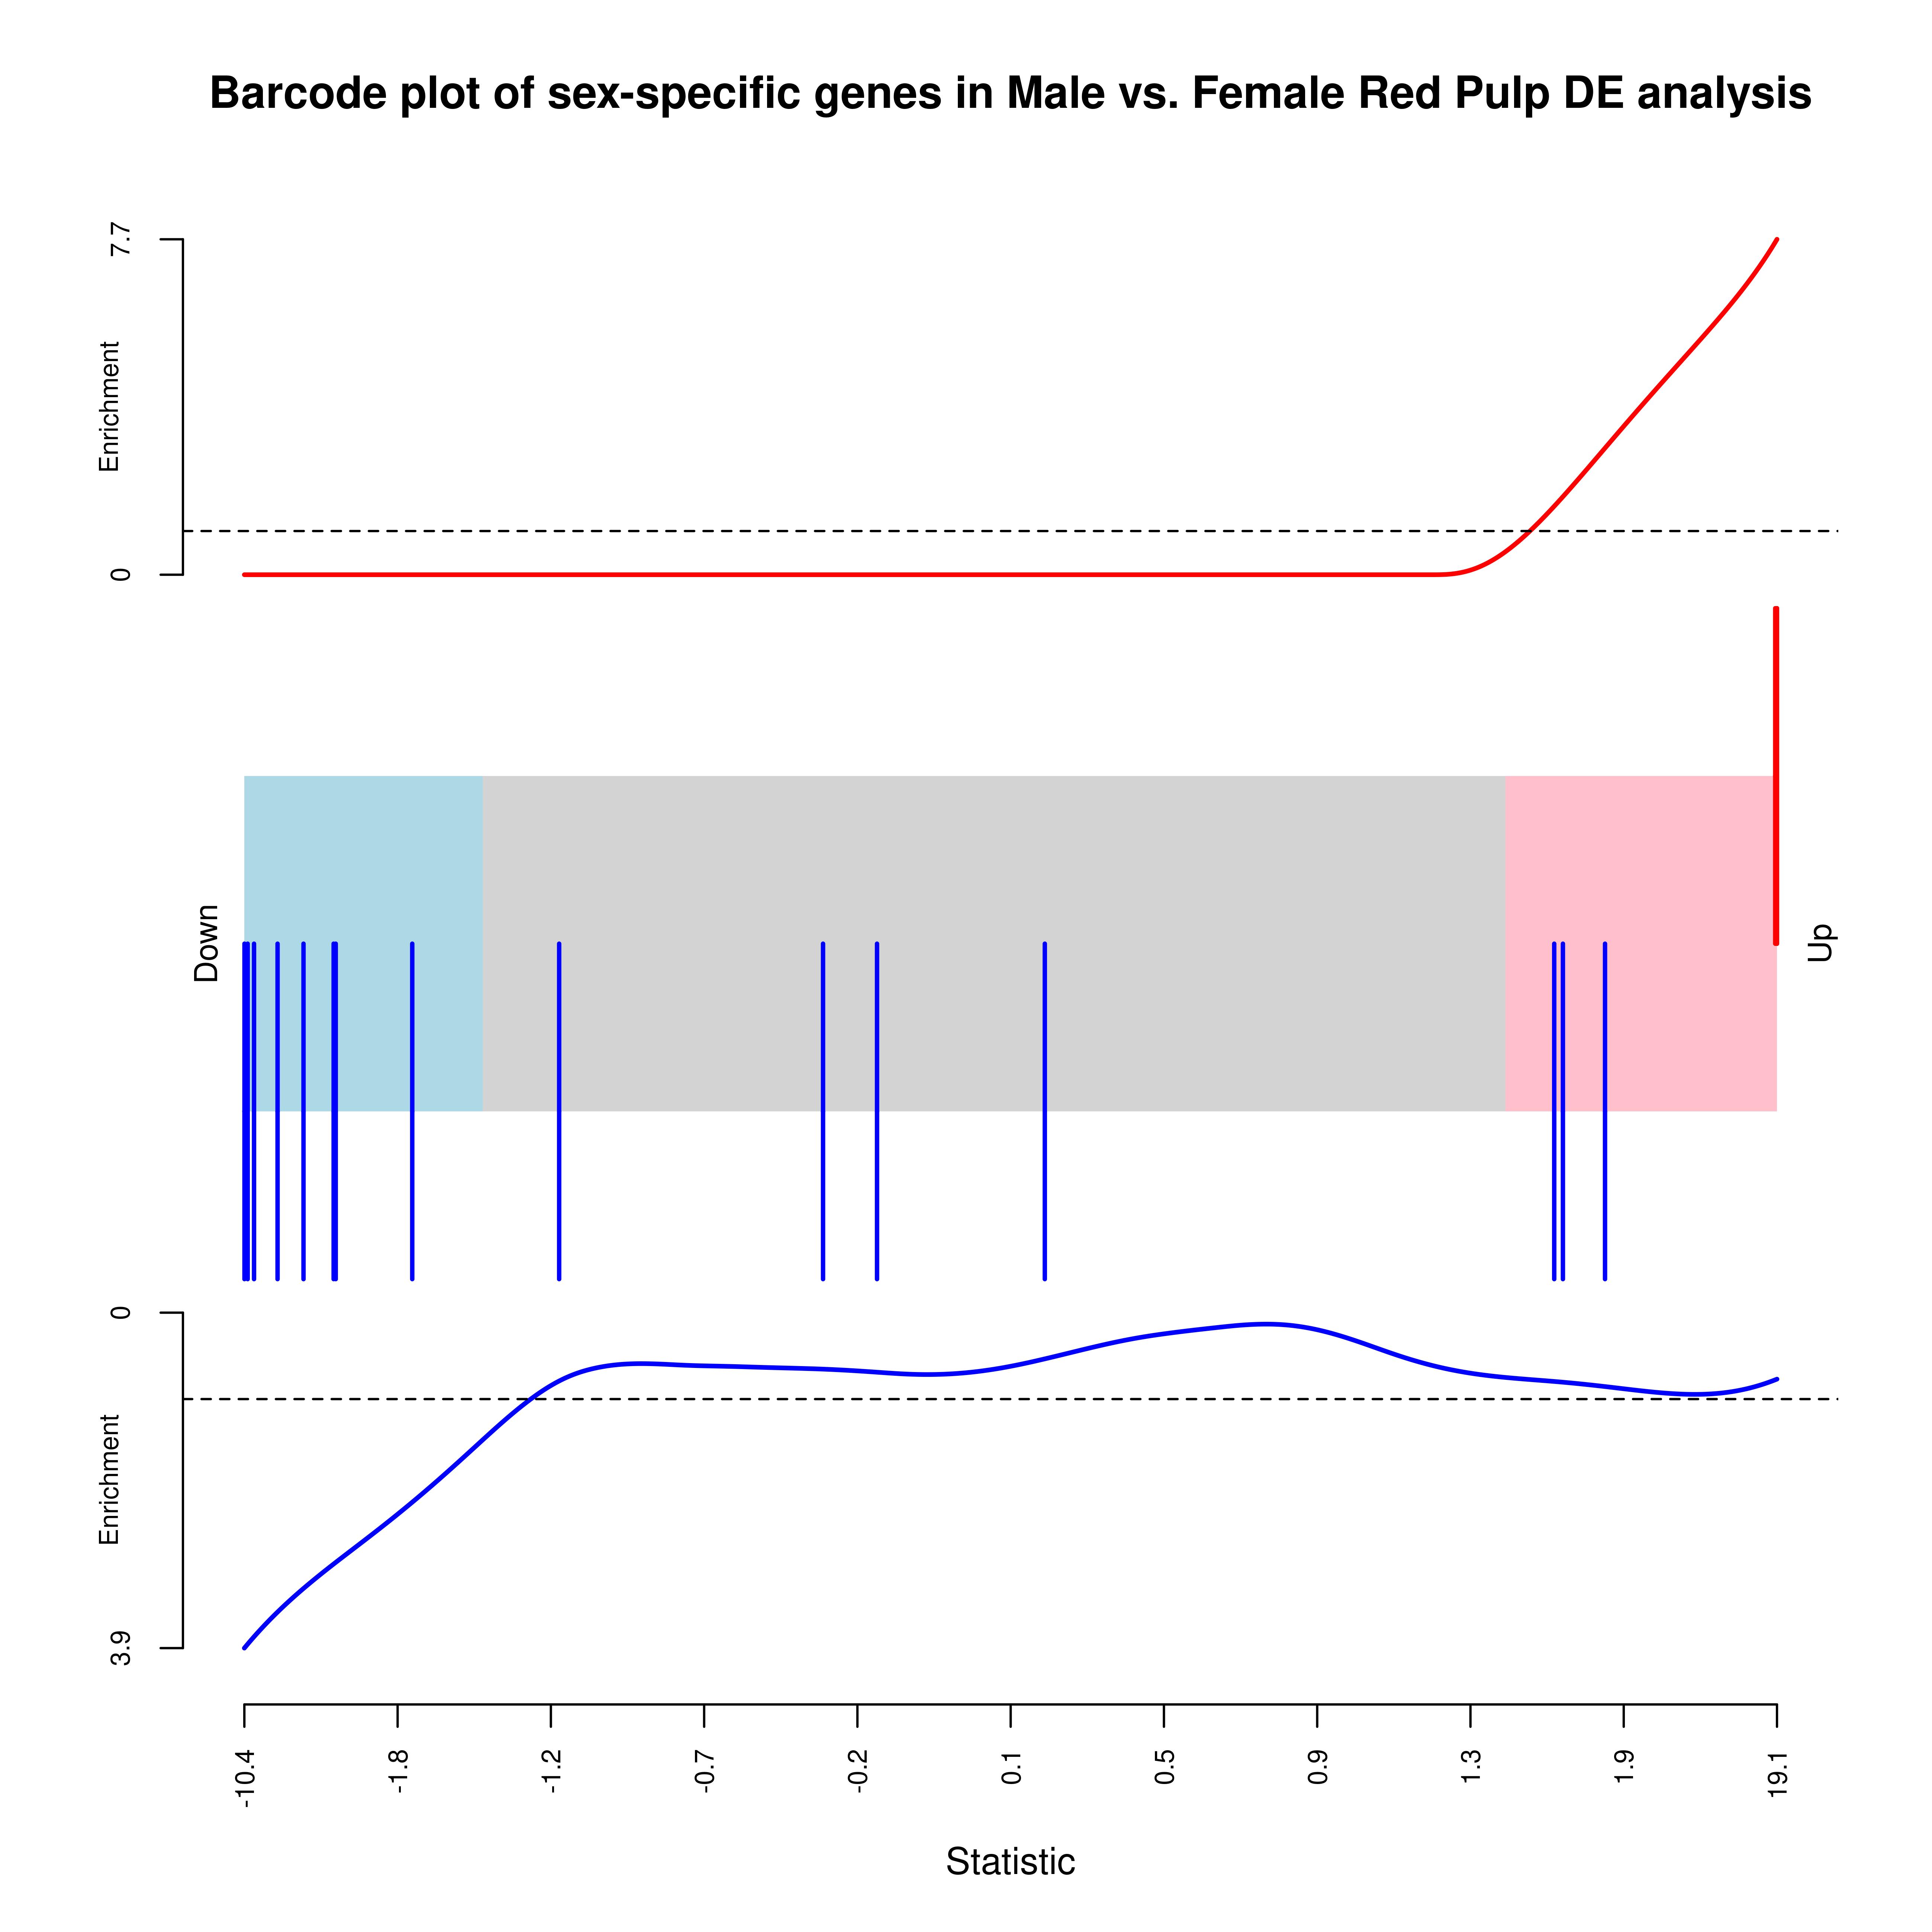 Barcode plot of sex-specific genes in Male vs. Female Red Pulp DE analysis
7.7
Enrichment
0
Down
Up
0
Enrichment
3.9
-10.4
-1.8
-1.2
-0.7
-0.2
0.1
0.5
0.9
1.3
1.9
19.1
Statistic